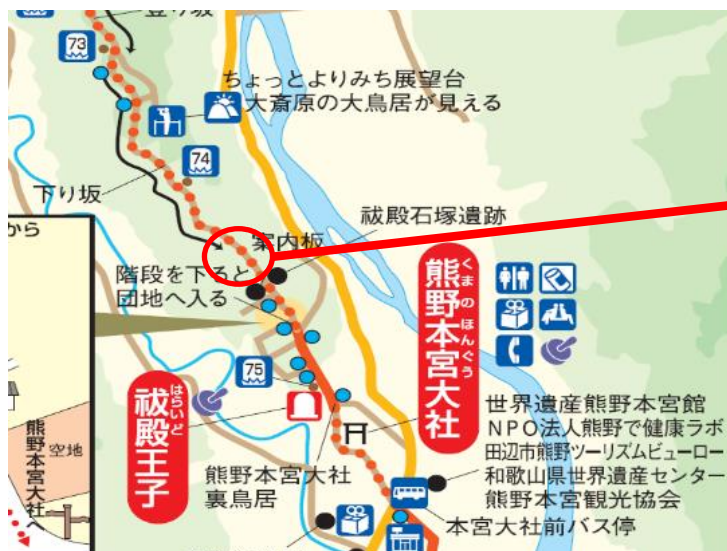 登り坂
73
ちょっとよりみち展望台
大斎原の大鳥居が見える
74
下り坂
から
祓殿石塚遺跡
案内板
階段を下ると
団地へ入る
くまのほんぐう
熊野本宮大社
75
はらいど
祓殿王子
熊野本宮大社
裏鳥居
空地
熊野本宮大社へ
世界遺産熊野本宮館
NPO法人熊野で健康ラボ
田辺市熊野ツーリズムビューロー
和歌山県世界遺産センター
熊野本宮観光協会
本宮大社前バス停